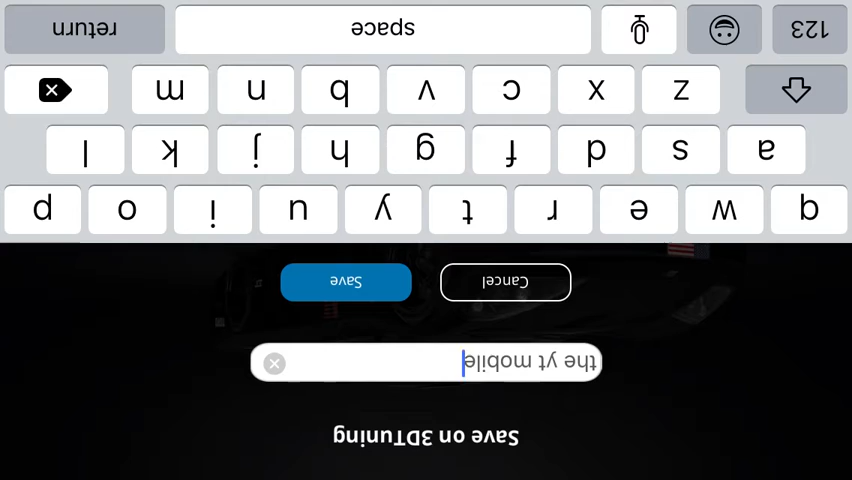 Save on 3DTuning
the yt mobile
Cancel Save
q w e r t y u i o p
a s d f g h j k l
z x c v b n m
123 space return